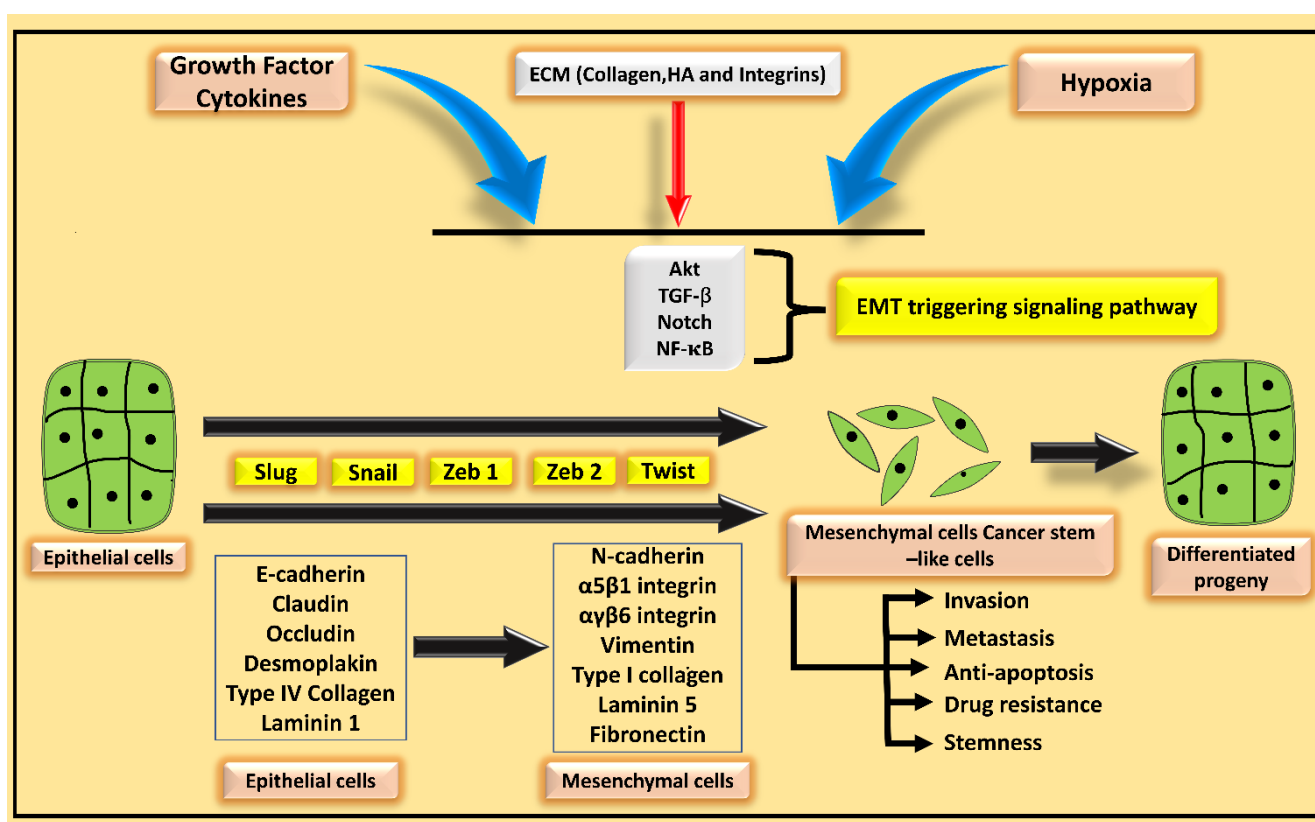 Growth Factor
Cytokines
ECM (Collagen,HA and Integrins)
Hypoxia
Akt
TGF-β
Notch
NF-κB
EMT triggering signaling pathway
Slug
Snail
Zeb 1
Zeb 2
Twist
Epithelial cells
Mesenchymal cells Cancer stem
–like cells
Differentiated
progeny
E-cadherin
Claudin
Occludin
Desmoplakin
Type IV Collagen
Laminin 1
Epithelial cells
N-cadherin
α5β1 integrin
αγβ6 integrin
Vimentin
Type I collagen
Laminin 5
Fibronectin
Mesenchymal cells
Invasion
Metastasis
Anti-apoptosis
Drug resistance
Stemness